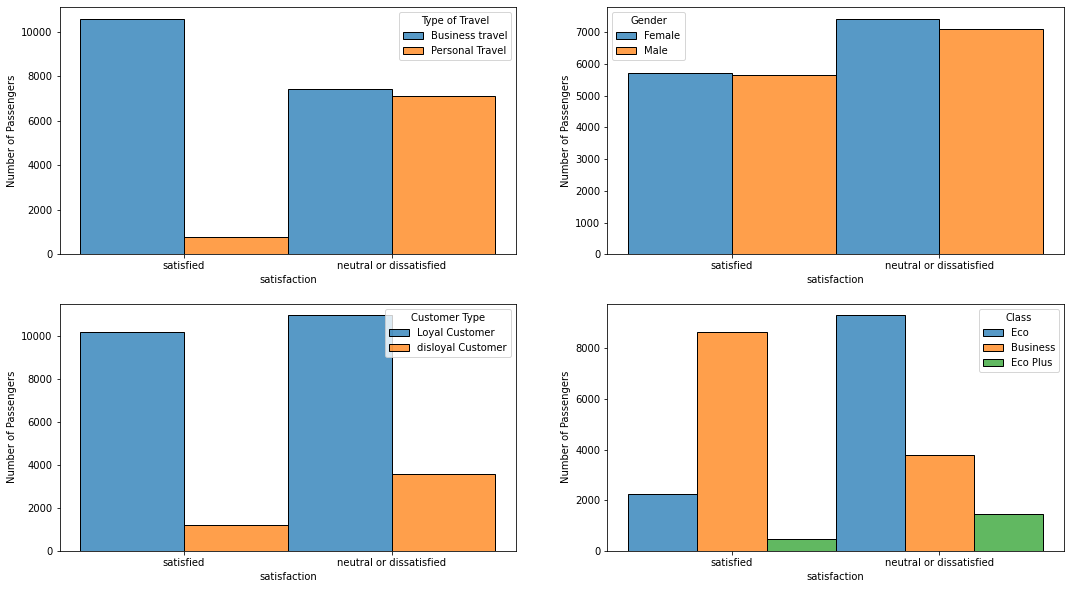 Number of Passengers
10000
8000
6000
4000
2000
0
Type of Travel
Business travel
Personal Travel
satisfied
neutral or dissatisfied
satisfaction
Number of Passengers
7000
6000
5000
4000
3000
2000
1000
0
Gender
Female
Male
satisfied
neutral or dissatisfied
satisfaction
Number of Passengers
10000
8000
6000
4000
2000
0
Customer Type
Loyal Customer
disloyal Customer
satisfied
neutral or dissatisfied
satisfaction
Number of Passengers
8000
6000
4000
2000
0
Class
Eco
Business
Eco Plus
satisfied
neutral or dissatisfied
satisfaction